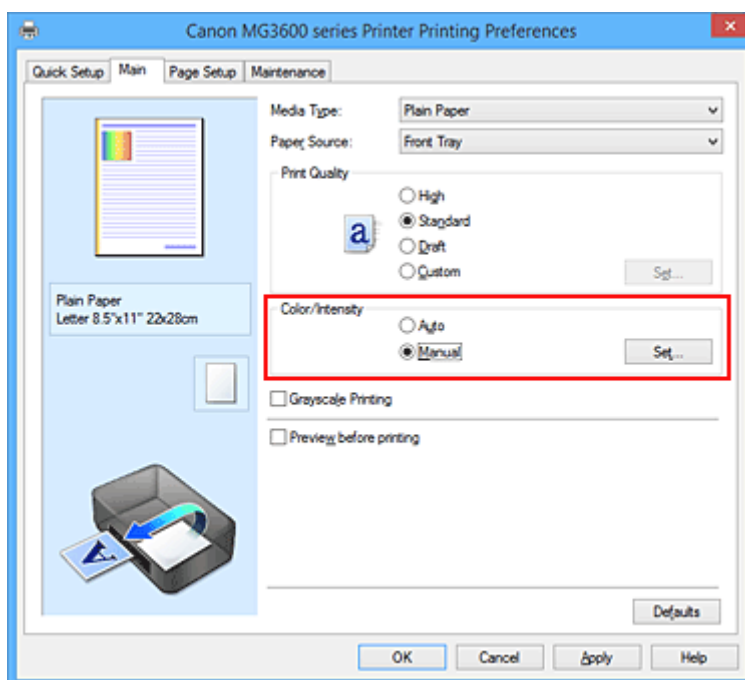 Canon MG3600 series Printer Printing Preferences
Quick Setup Main Page Setup Maintenance
Media Type: Plain Paper
Paper Source: Front Tray
Print Quality
High
Standard
Draft
Custom Set...
Plain Paper
Letter 8.5"x11" 22x28cm
Color/Intensity
Auto
Manual Set...
Grayscale Printing
Preview before printing
Defaults
OK Cancel Apply Help